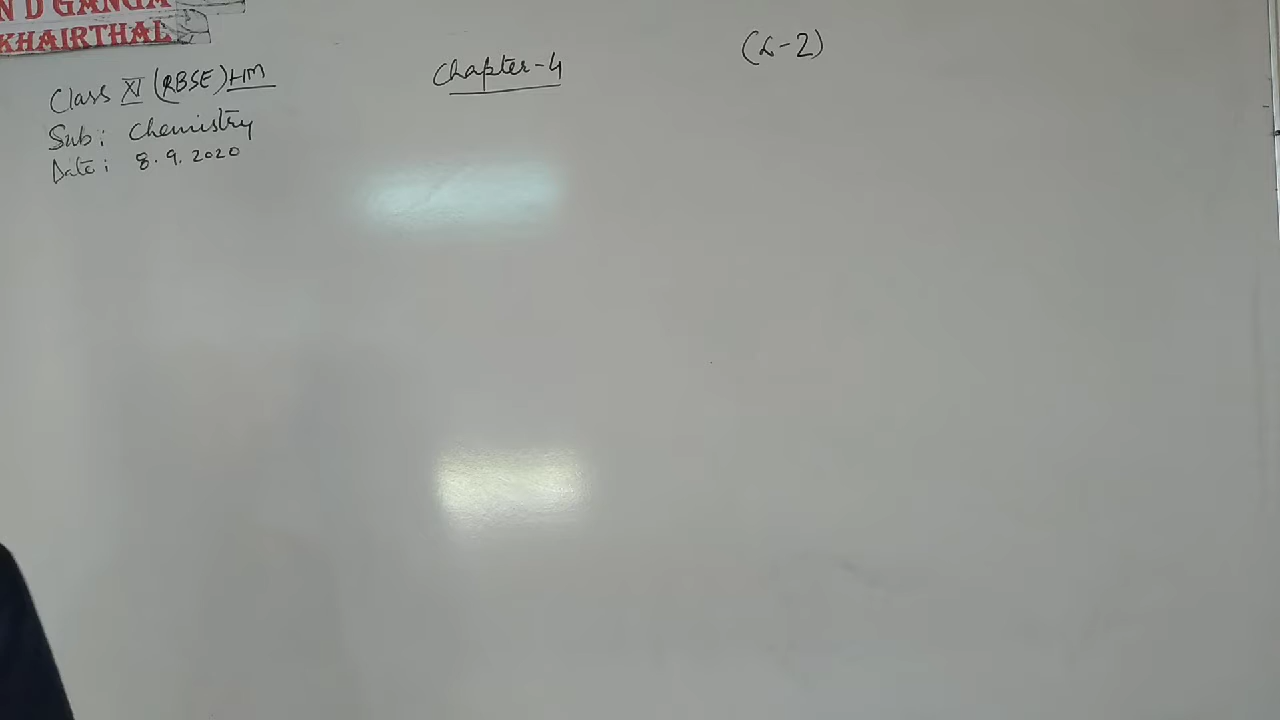 N D GANGA
KHAIRTHAL
Class XI (RBSE) HM
Sub: Chemistry
Date: 8.9.2020
Chapter-4
(L-2)